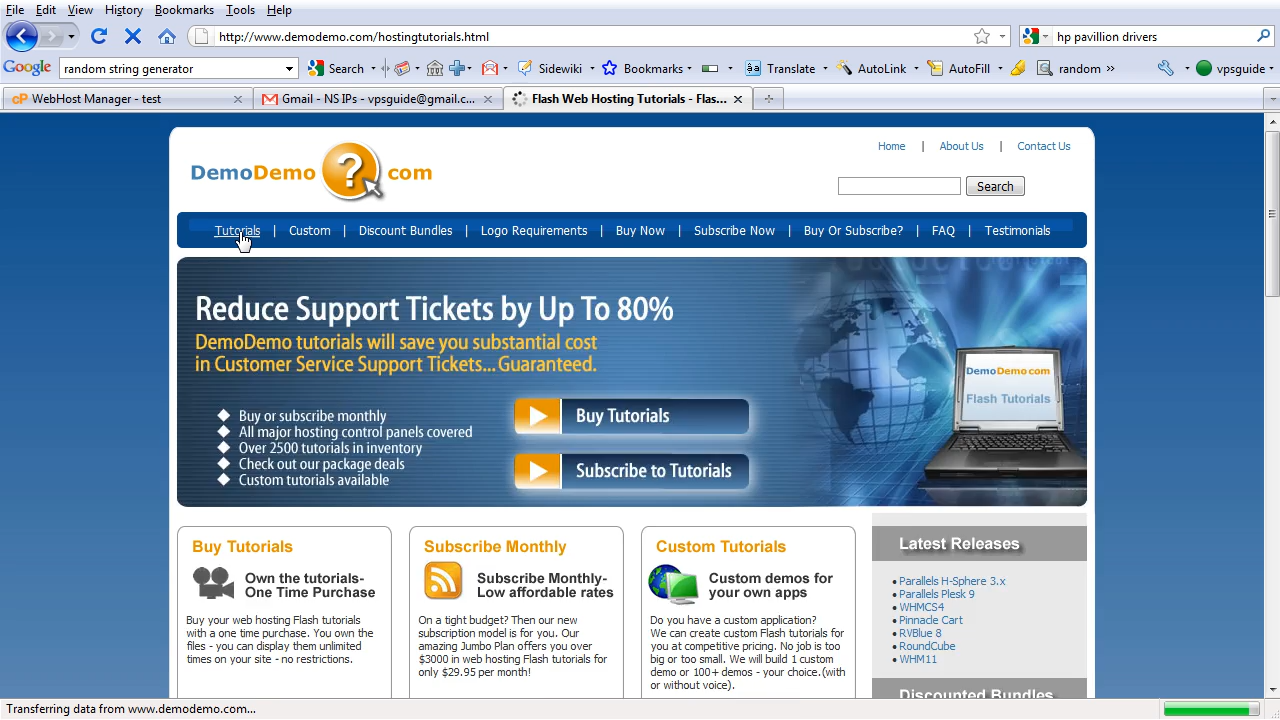 File Edit View History Bookmarks Tools Help
http://www.demodemo.com/hostingtutorials.html
hp pavillion drivers
Google random string generator Search Sidewiki Bookmarks Translate AutoLink AutoFill random » vpsguide
cP WebHost Manager - test
Gmail - NS IPs - vpsguide@gmail.c...
Flash Web Hosting Tutorials - Flas...
DemoDemo ? com
Home | About Us | Contact Us
Search
Tutorials | Custom | Discount Bundles | Logo Requirements | Buy Now | Subscribe Now | Buy Or Subscribe? | FAQ | Testimonials
Reduce Support Tickets by Up To 80%
DemoDemo tutorials will save you substantial cost
in Customer Service Support Tickets...Guaranteed.
Buy or subscribe monthly
All major hosting control panels covered
Over 2500 tutorials in inventory
Check out our package deals
Custom tutorials available
Buy Tutorials
Subscribe to Tutorials
DemoDemo com
Flash Tutorials
Buy Tutorials
Own the tutorials-
One Time Purchase
Buy your web hosting Flash tutorials
with a one time purchase. You own the
files - you can display them unlimited
times on your site - no restrictions.
Subscribe Monthly
Subscribe Monthly-
Low affordable rates
On a tight budget? Then our new
subscription model is for you. Our
amazing Jumbo Plan offers you over
$3000 in web hosting Flash tutorials for
only $29.95 per month!
Custom Tutorials
Custom demos for
your own apps
Do you have a custom application?
We can create custom Flash tutorials for
you at competitive pricing. No job is too
big or too small. We will build 1 custom
demo or 100+ demos - your choice.(with
or without voice).
Latest Releases
• Parallels H-Sphere 3.x
• Parallels Plesk 9
• WHMCS4
• Pinnacle Cart
• RVBlue 8
• RoundCube
• WHM11
Discounted Bundles
Transferring data from www.demodemo.com...